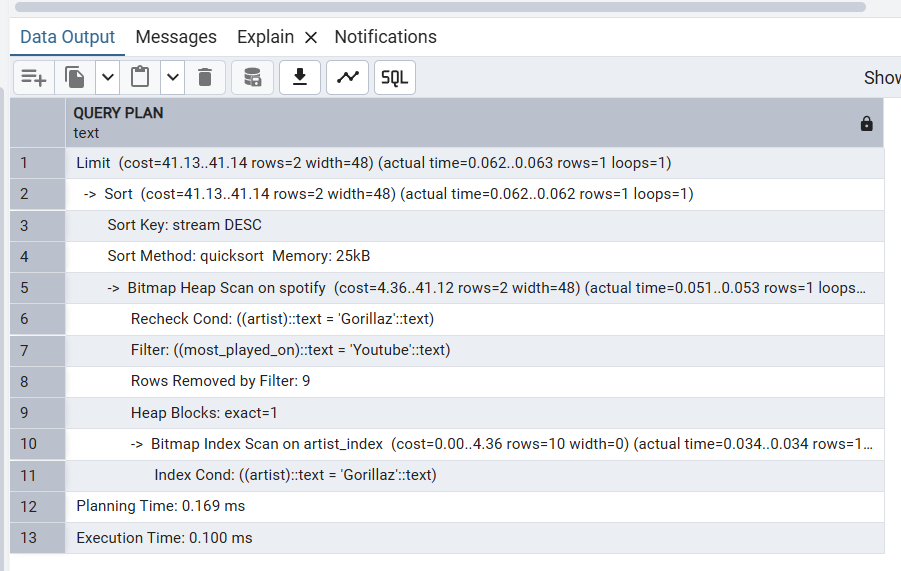 Data Output Messages Explain × Notifications
SQL Show
QUERY PLAN
text
1 Limit (cost=41.13..41.14 rows=2 width=48) (actual time=0.062..0.063 rows=1 loops=1)
2 -> Sort (cost=41.13..41.14 rows=2 width=48) (actual time=0.062..0.062 rows=1 loops=1)
3 Sort Key: stream DESC
4 Sort Method: quicksort Memory: 25kB
5 -> Bitmap Heap Scan on spotify (cost=4.36..41.12 rows=2 width=48) (actual time=0.051..0.053 rows=1 loops...
6 Recheck Cond: ((artist)::text = 'Gorillaz'::text)
7 Filter: ((most_played_on)::text = 'Youtube'::text)
8 Rows Removed by Filter: 9
9 Heap Blocks: exact=1
10 -> Bitmap Index Scan on artist_index (cost=0.00..4.36 rows=10 width=0) (actual time=0.034..0.034 rows=1...
11 Index Cond: ((artist)::text = 'Gorillaz'::text)
12 Planning Time: 0.169 ms
13 Execution Time: 0.100 ms